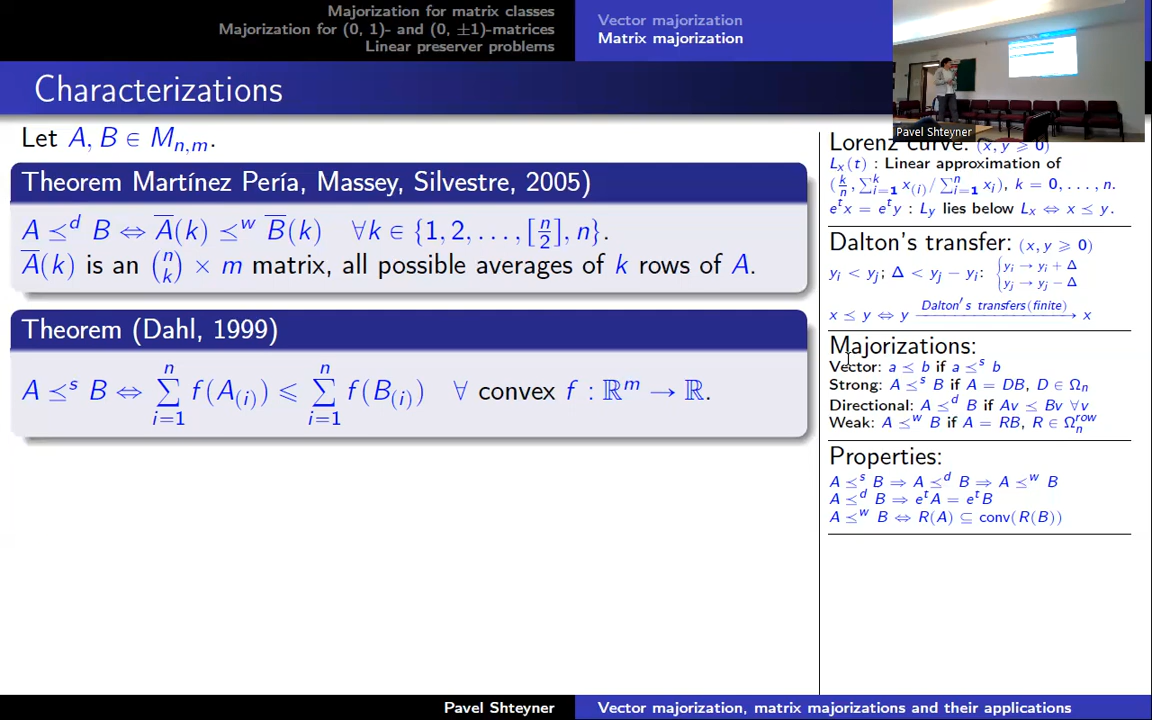 Majorization for matrix classes
Majorization for (0, 1)- and (0, ±1)-matrices
Linear preserver problems
Vector majorization
Matrix majorization
Characterizations
Pavel Shteyner
Let A, B ∈ M_{n,m}.
Theorem Martínez Pería, Massey, Silvestre, 2005)
A ⪯^d B ⇔ A̅(k) ⪯^w B̅(k) ∀k ∈ {1, 2, . . . , [n/2], n}.
A̅(k) is an (n k) × m matrix, all possible averages of k rows of A.
Theorem (Dahl, 1999)
A ⪯^s B ⇔ ∑_{i=1}^n f(A_{(i)}) ⩽ ∑_{i=1}^n f(B_{(i)}) ∀ convex f : ℝ^m → ℝ.
Lorenz curve: (x, y ⩾ 0)
L_x(t) : Linear approximation of
(k/n, ∑_{i=1}^k x_{(i)}/ ∑_{i=1}^n x_i), k = 0, . . . , n.
e^t x = e^t y : L_y lies below L_x ⇔ x ⪯ y.
Dalton's transfer: (x, y ⩾ 0)
y_i < y_j; Δ < y_j − y_i: { y_i → y_i + Δ
y_j → y_j − Δ
x ⪯ y ⇔ y Dalton's transfers(finite) → x
Majorizations:
Vector: a ⪯ b if a ⪯^s b
Strong: A ⪯^s B if A = DB, D ∈ Ω_n
Directional: A ⪯^d B if Av ⪯ Bv ∀v
Weak: A ⪯^w B if A = RB, R ∈ Ω_n^{row}
Properties:
A ⪯^s B ⇒ A ⪯^d B ⇒ A ⪯^w B
A ⪯^d B ⇒ e^t A = e^t B
A ⪯^w B ⇔ R(A) ⊆ conv(R(B))
Pavel Shteyner
Vector majorization, matrix majorizations and their applications